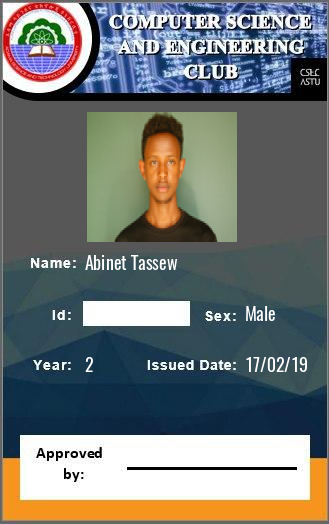 COMPUTER SCIENCE
AND ENGINEERING
CLUB
CSEC
ASTU
Name: Abinet Tassew
Id:
Sex: Male
Year: 2
Issued Date: 17/02/19
Approved
by: